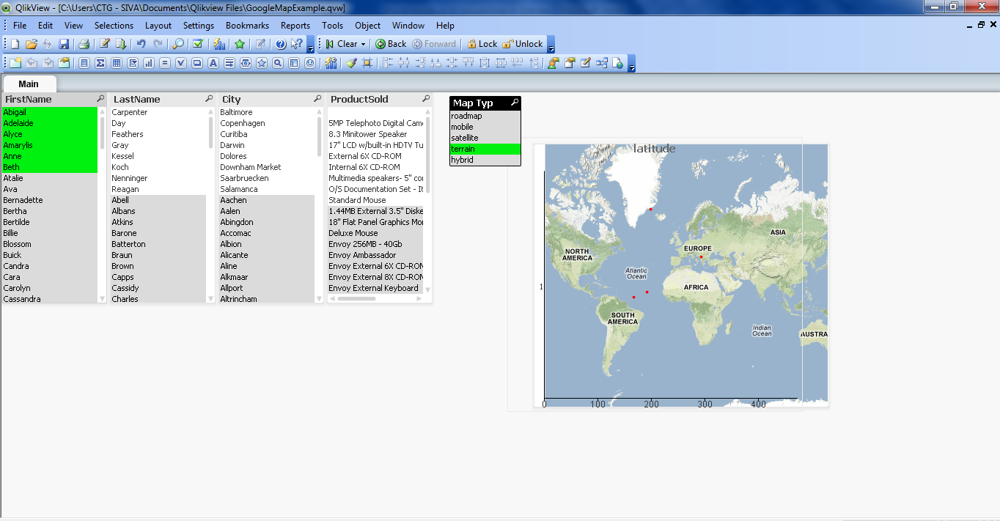 QlikView - [C:\Users\CTG - SIVA\Documents\Qlikview Files\GoogleMapExample.qvw]
File Edit View Selections Layout Settings Bookmarks Reports Tools Object Window Help
Clear Back Forward Lock Unlock
Main
FirstName
Abigail
Adelaide
Alyce
Amarylis
Anne
Beth
Atalie
Ava
Bernadette
Bertha
Bertilde
Billie
Blossom
Buick
Candra
Cara
Carolyn
Cassandra
LastName
Carpenter
Day
Feathers
Gray
Kessel
Koch
Nenninger
Reagan
Abell
Albans
Atkins
Barone
Batterton
Braun
Brown
Capps
Cassidy
Charles
City
Baltimore
Copenhagen
Curitiba
Darwin
Dolores
Downham Market
Saarbruecken
Salamanca
Aachen
Aalen
Abingdon
Accomac
Albion
Alicante
Aline
Alkmaar
Allport
Altrincham
ProductSold
5MP Telephoto Digital Cam
8.3 Minitower Speaker
17" LCD w/built-in HDTV Tu
External 6X CD-ROM
Internal 6X CD-ROM
Multimedia speakers- 5" co
O/S Documentation Set - It
Standard Mouse
1.44MB External 3.5" Diske
18" Flat Panel Graphics Mo
Deluxe Mouse
Envoy 256MB - 40Gb
Envoy Ambassador
Envoy External 6X CD-ROM
Envoy External 8X CD-ROM
Envoy External Keyboard
Map Typ
roadmap
mobile
satellite
terrain
hybrid
latitude
ASIA
EUROPE
NORTH
AMERICA
Atlantic
Ocean
AFRICA
1
SOUTH
AMERICA
Indian
Ocean
AUSTRA
0 100 200 300 400